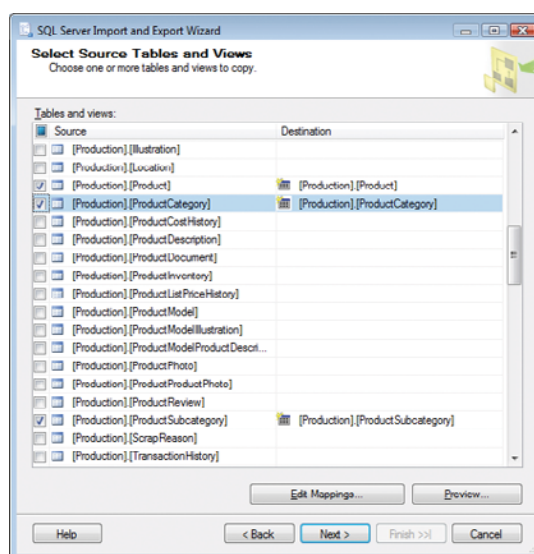 SQL Server Import and Export Wizard
Select Source Tables and Views
Choose one or more tables and views to copy.
Tables and views:
Source Destination
[Production].[Illustration]
[Production].[Location]
[Production].[Product] [Production].[Product]
[Production].[ProductCategory] [Production].[ProductCategory]
[Production].[ProductCostHistory]
[Production].[ProductDescription]
[Production].[ProductDocument]
[Production].[ProductInventory]
[Production].[ProductListPriceHistory]
[Production].[ProductModel]
[Production].[ProductModelIllustration]
[Production].[ProductModelProductDescri...
[Production].[ProductPhoto]
[Production].[ProductProductPhoto]
[Production].[ProductReview]
[Production].[ProductSubcategory] [Production].[ProductSubcategory]
[Production].[ScrapReason]
[Production].[TransactionHistory]
Edit Mappings... Preview...
Help < Back Next > Finish >>| Cancel